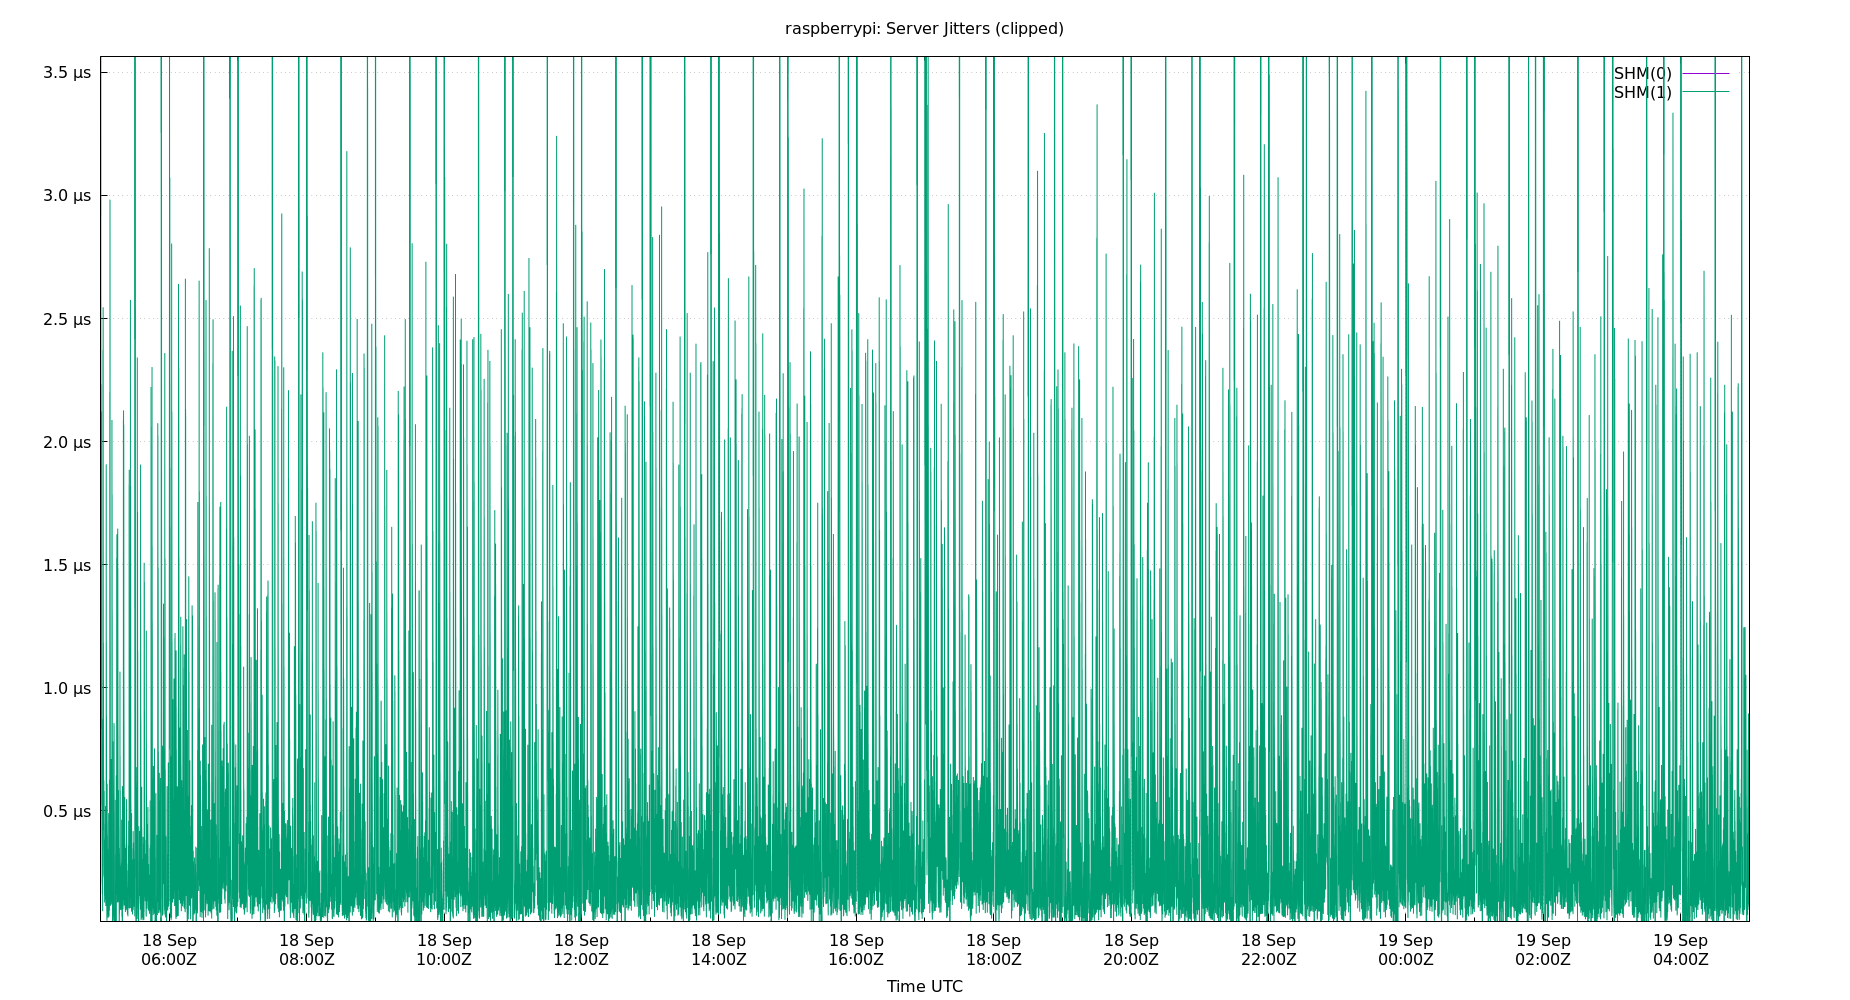 raspberrypi: Server Jitters (clipped)
3.5 μs
3.0 μs
2.5 μs
2.0 μs
1.5 μs
1.0 μs
0.5 μs
SHM(0)
SHM(1)
18 Sep 18 Sep 18 Sep 18 Sep 18 Sep 18 Sep 18 Sep 18 Sep 18 Sep 19 Sep 19 Sep 19 Sep
06:00Z 08:00Z 10:00Z 12:00Z 14:00Z 16:00Z 18:00Z 20:00Z 22:00Z 00:00Z 02:00Z 04:00Z
Time UTC